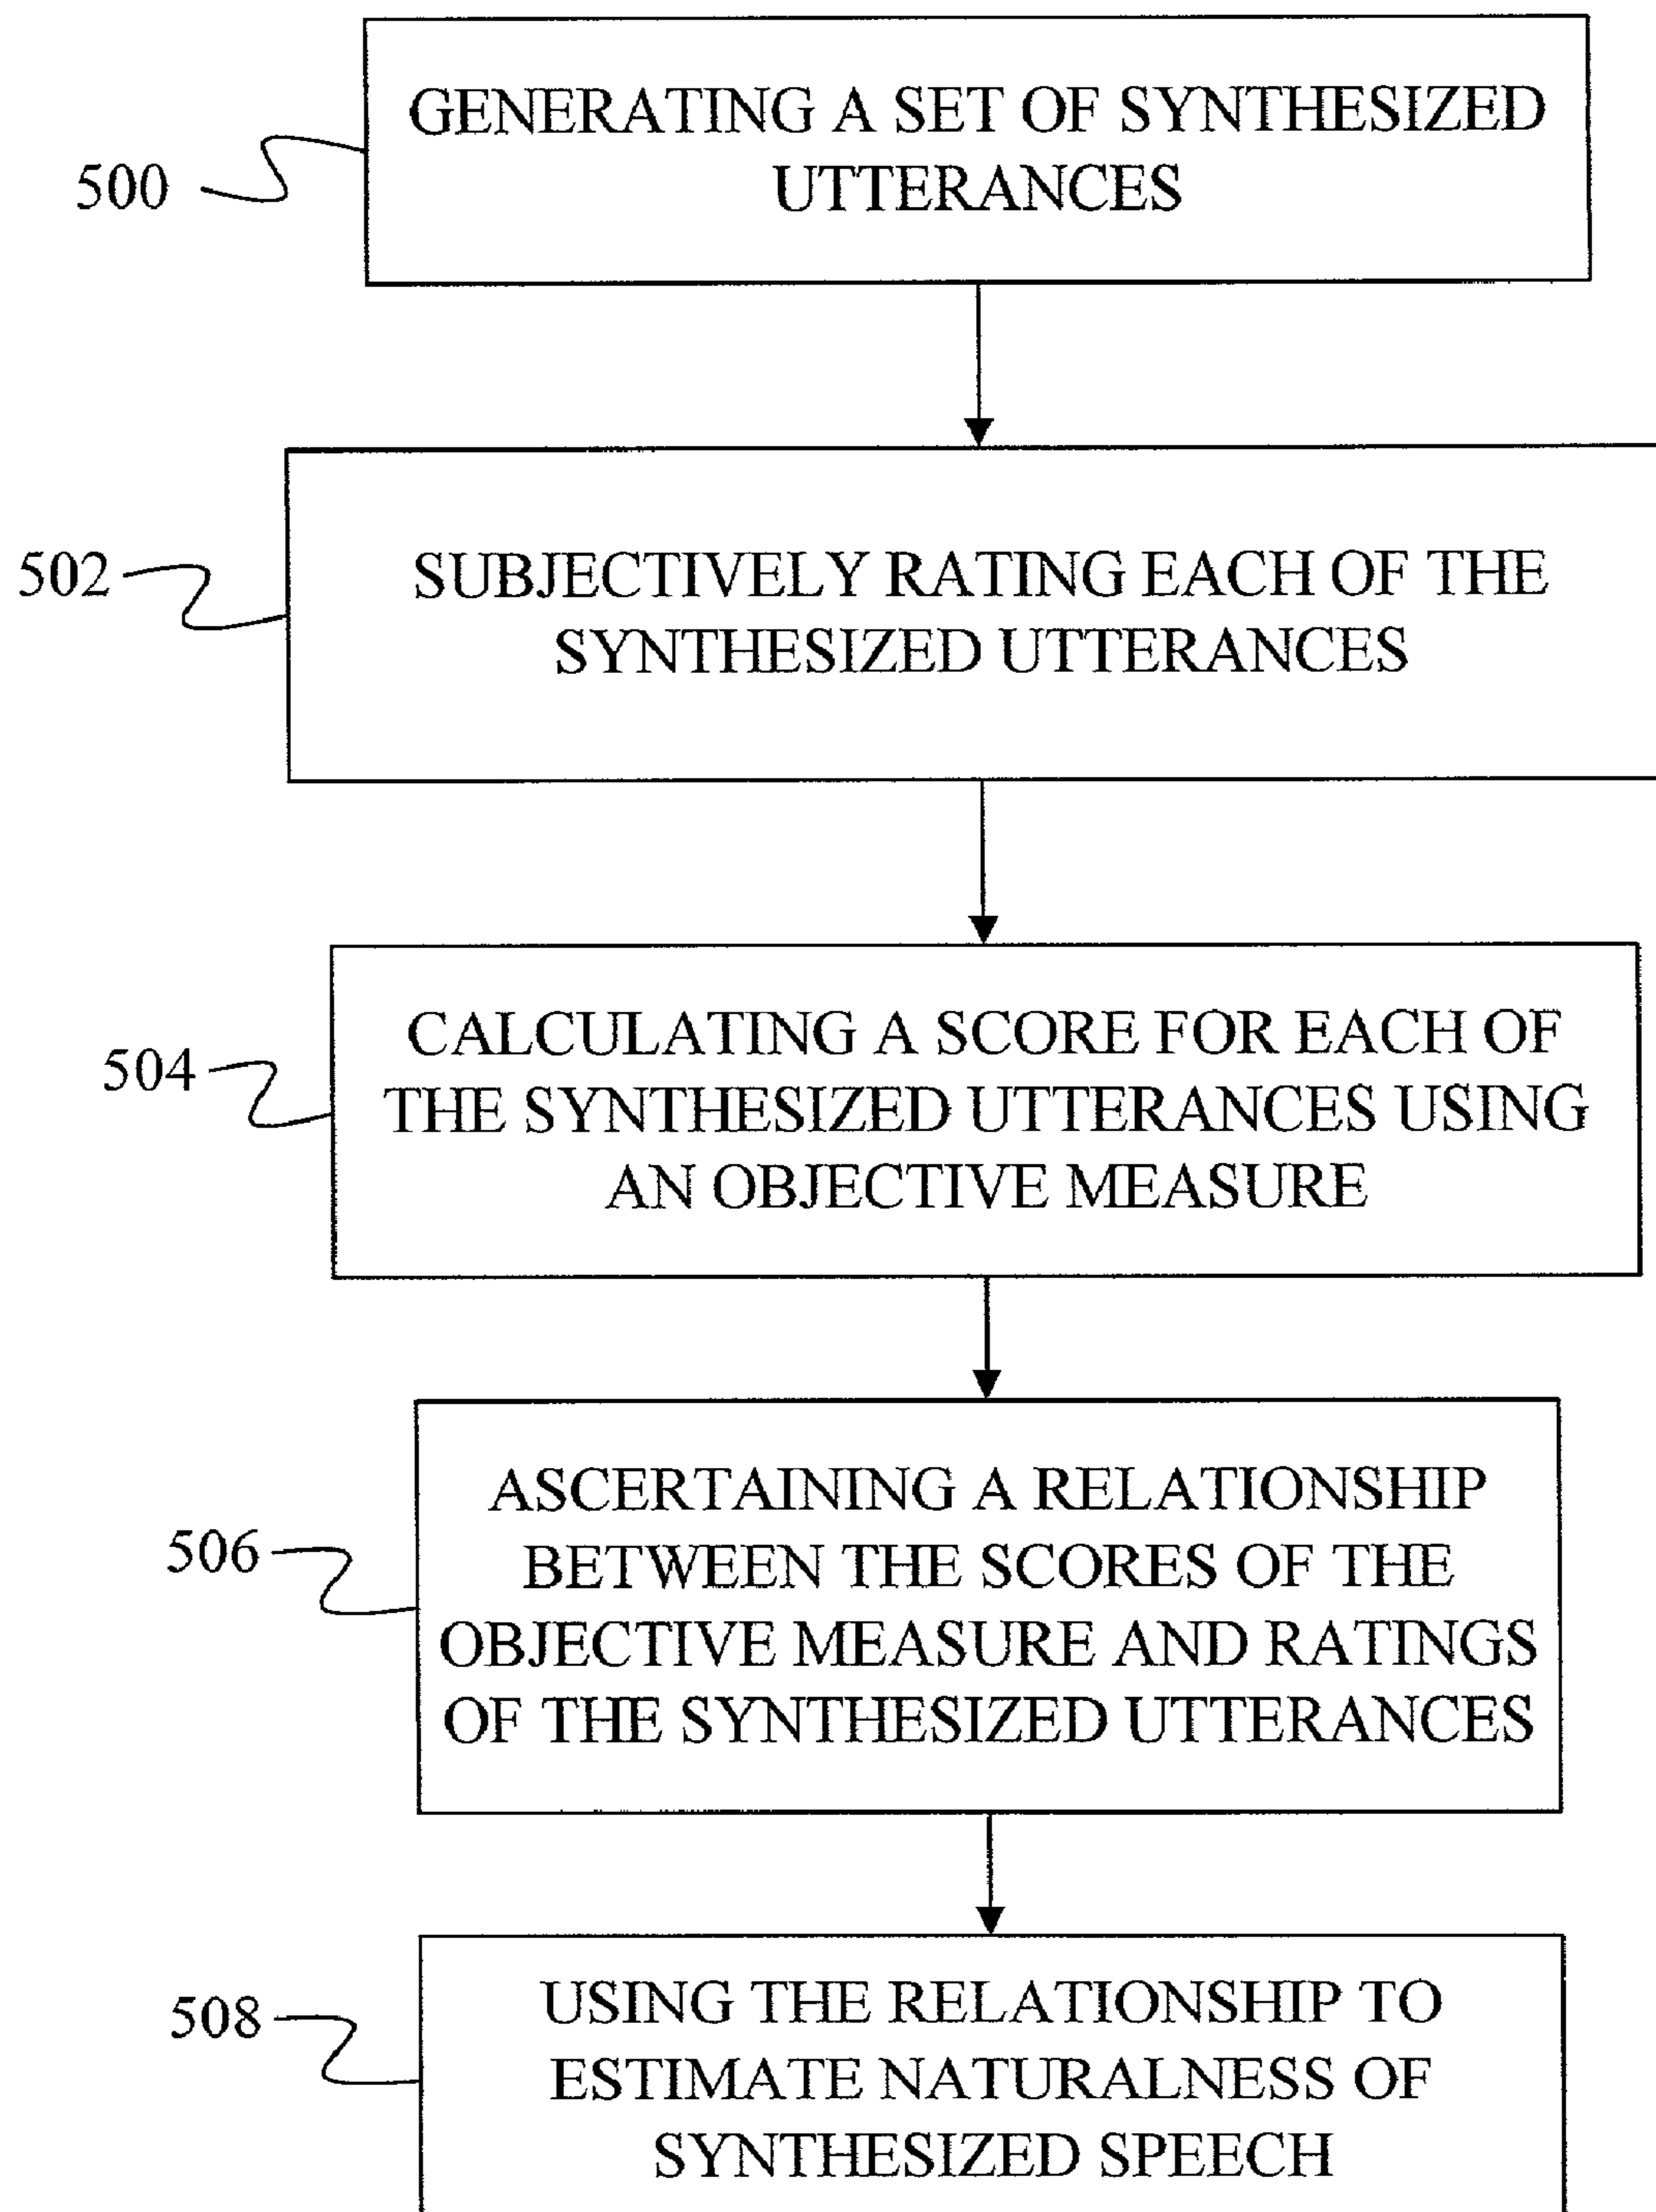 GENERATING A SET OF SYNTHESIZED
UTTERANCES
500
502
SUBJECTIVELY RATING EACH OF THE
SYNTHESIZED UTTERANCES
504
CALCULATING A SCORE FOR EACH OF
THE SYNTHESIZED UTTERANCES USING
AN OBJECTIVE MEASURE
506
ASCERTAINING A RELATIONSHIP
BETWEEN THE SCORES OF THE
OBJECTIVE MEASURE AND RATINGS
OF THE SYNTHESIZED UTTERANCES
508
USING THE RELATIONSHIP TO
ESTIMATE NATURALNESS OF
SYNTHESIZED SPEECH